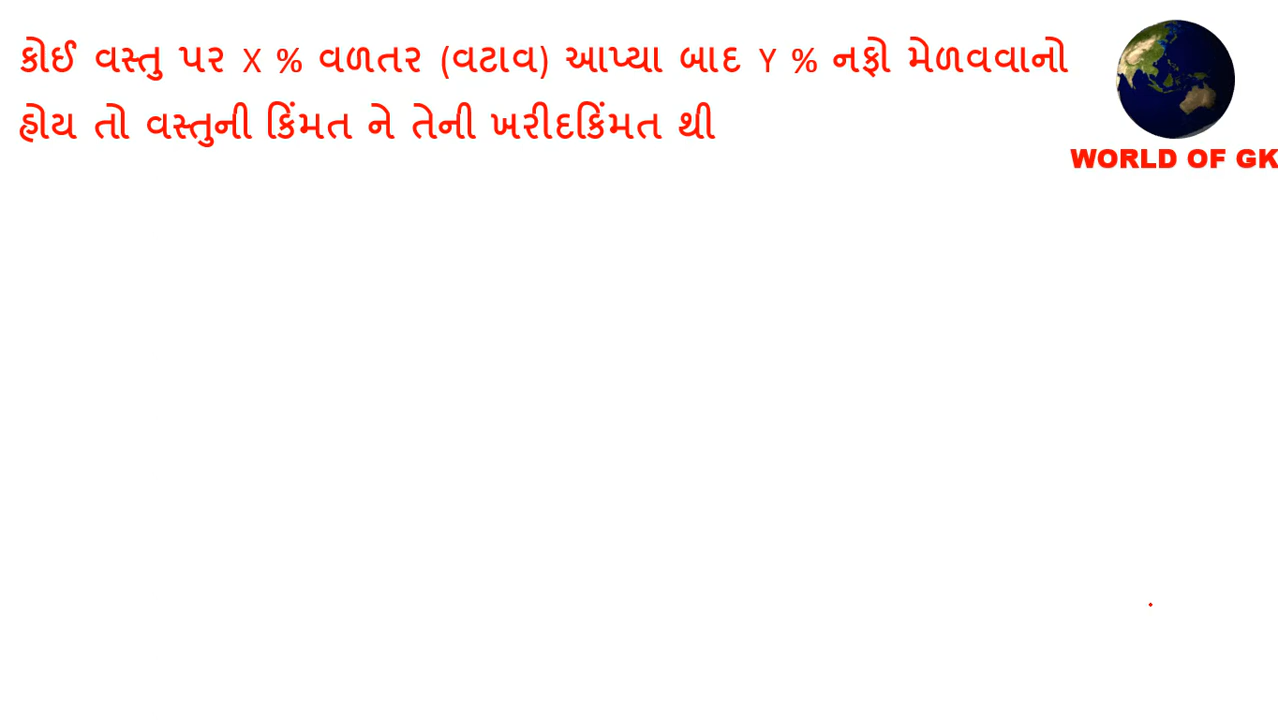 કોઈ વસ્તુ પર X % વળતર (વટાવ) આપ્યા બાદ Y % નફો મેળવવાનો
હોય તો વસ્તુની કિંમત ને તેની ખરીદકિંમત થી
WORLD OF GK